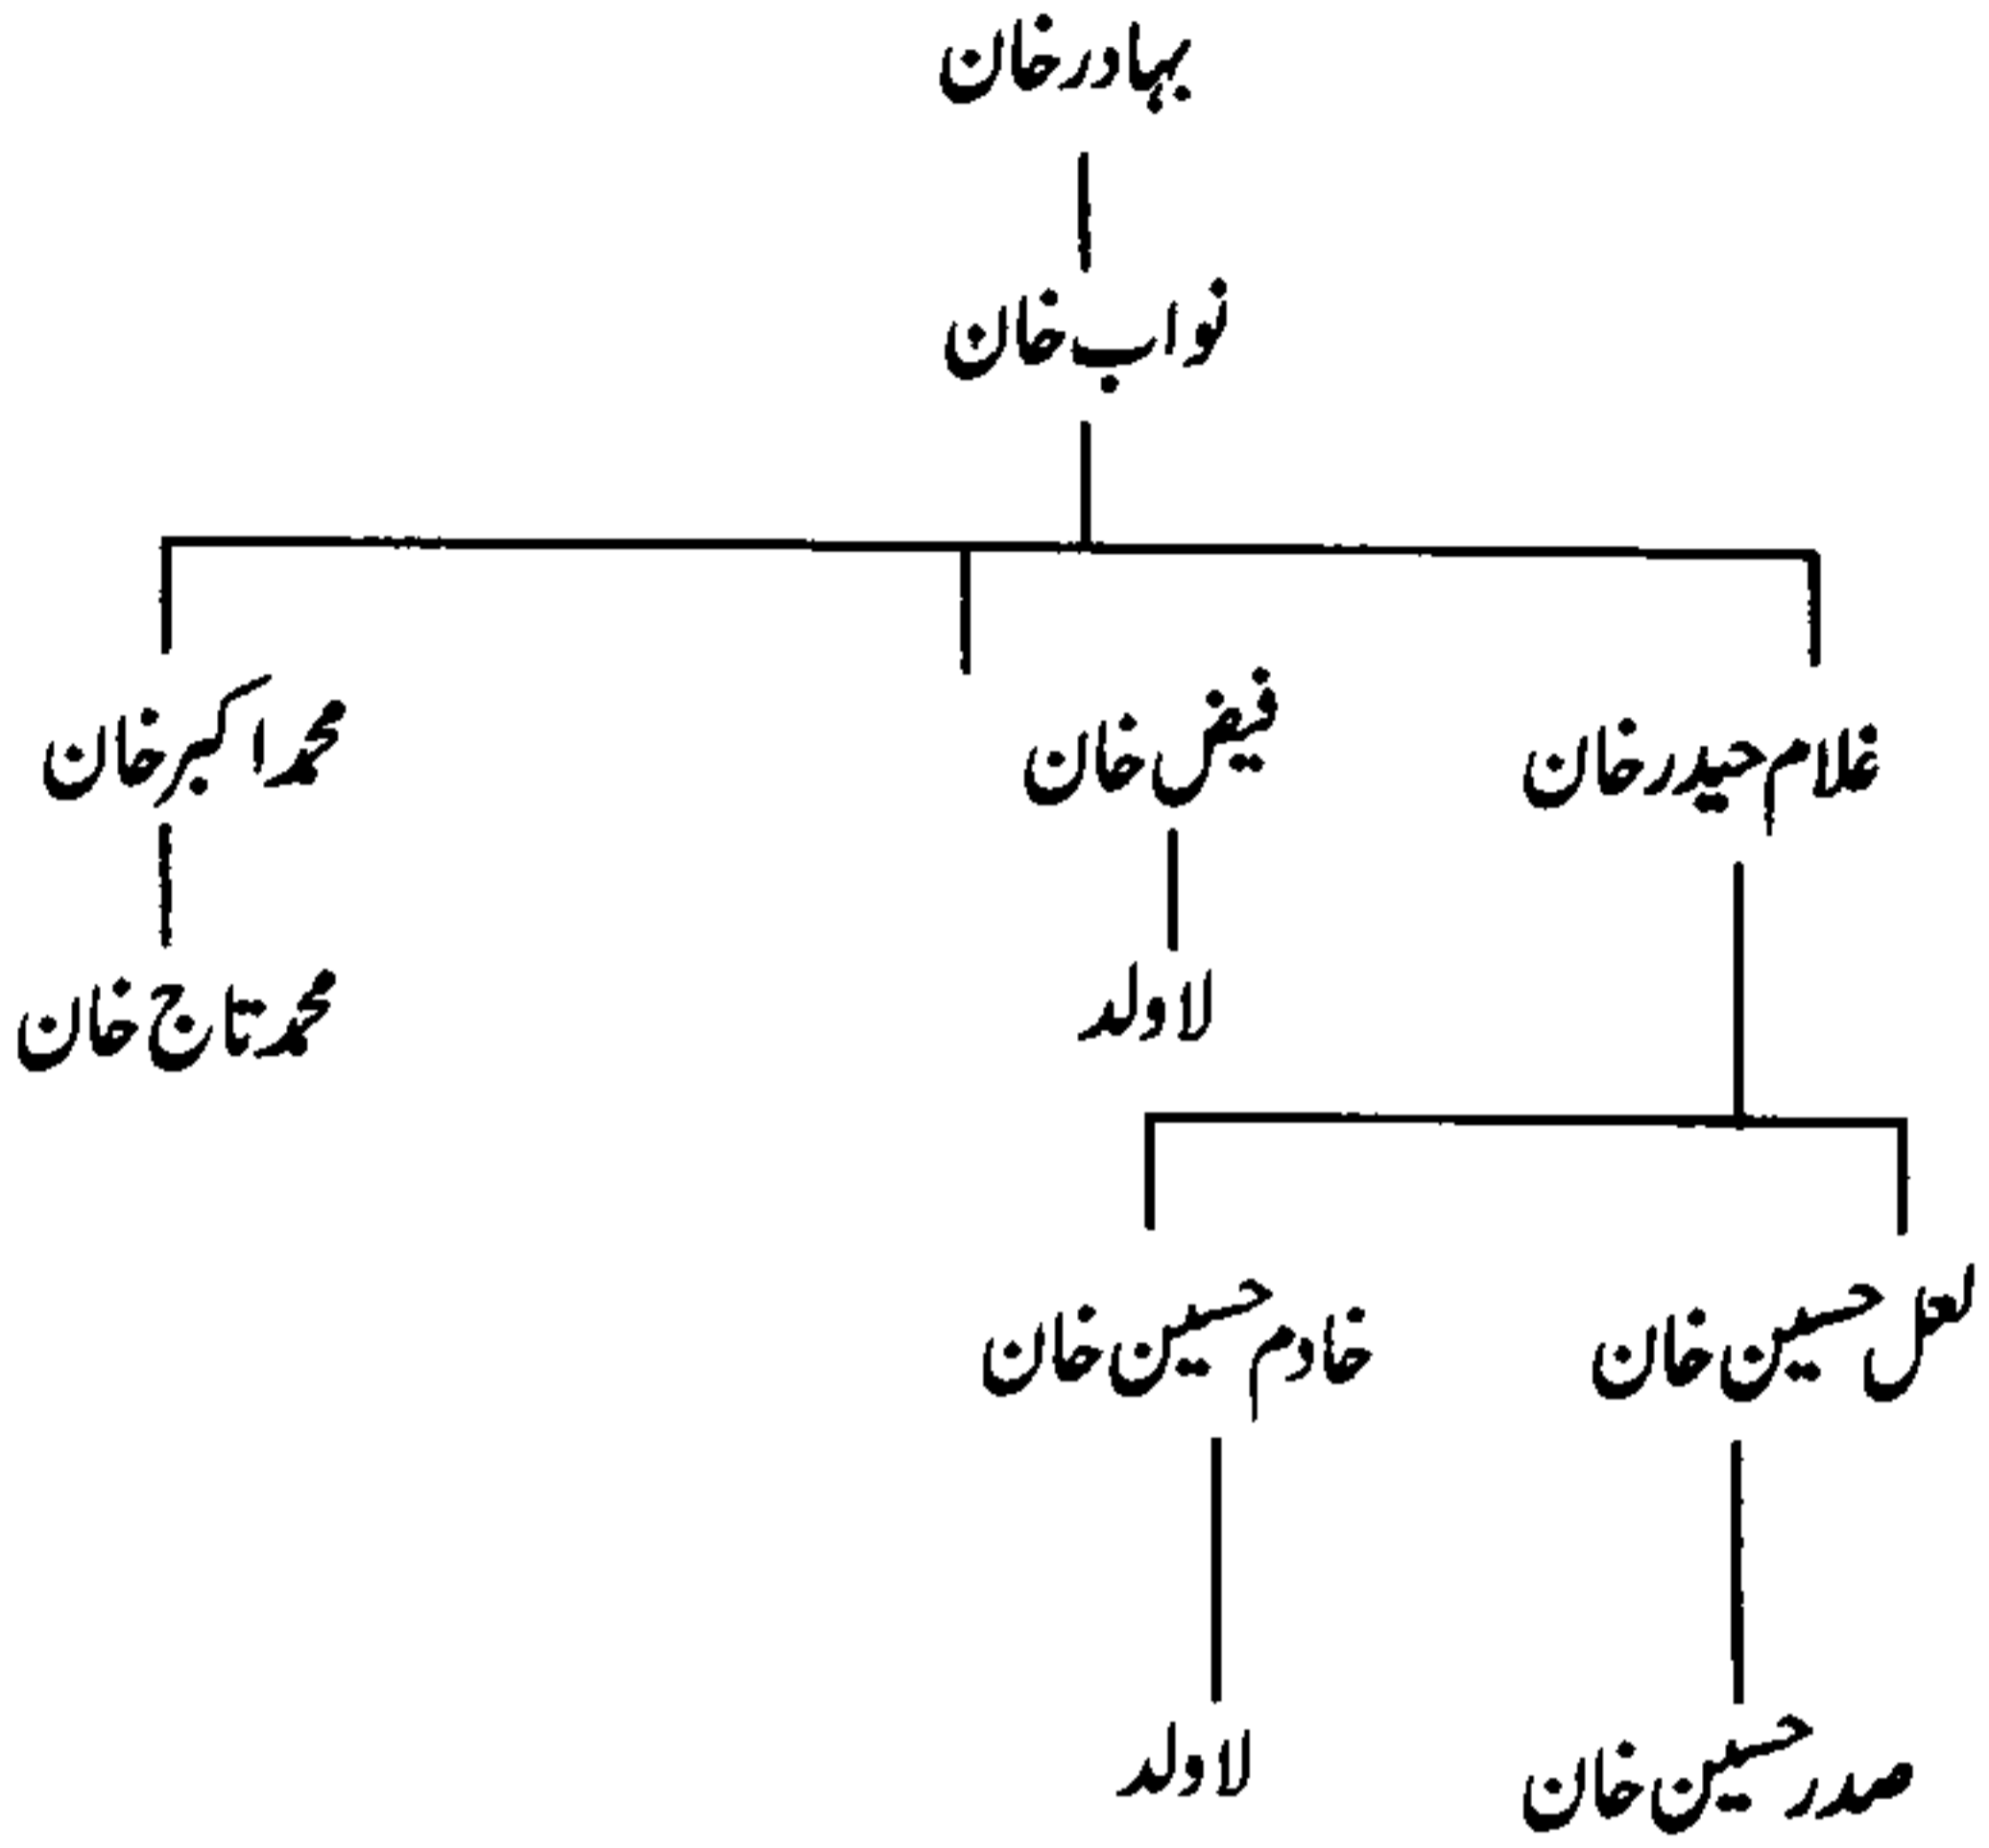 بہادر خان
نواب خان
غلام حیدر خان
فیض خان
محمد اکبر خان
لاولد
محمد تاج خان
لعل حسین خان
خادم حسین خان
صدر حسین خان
لاولد